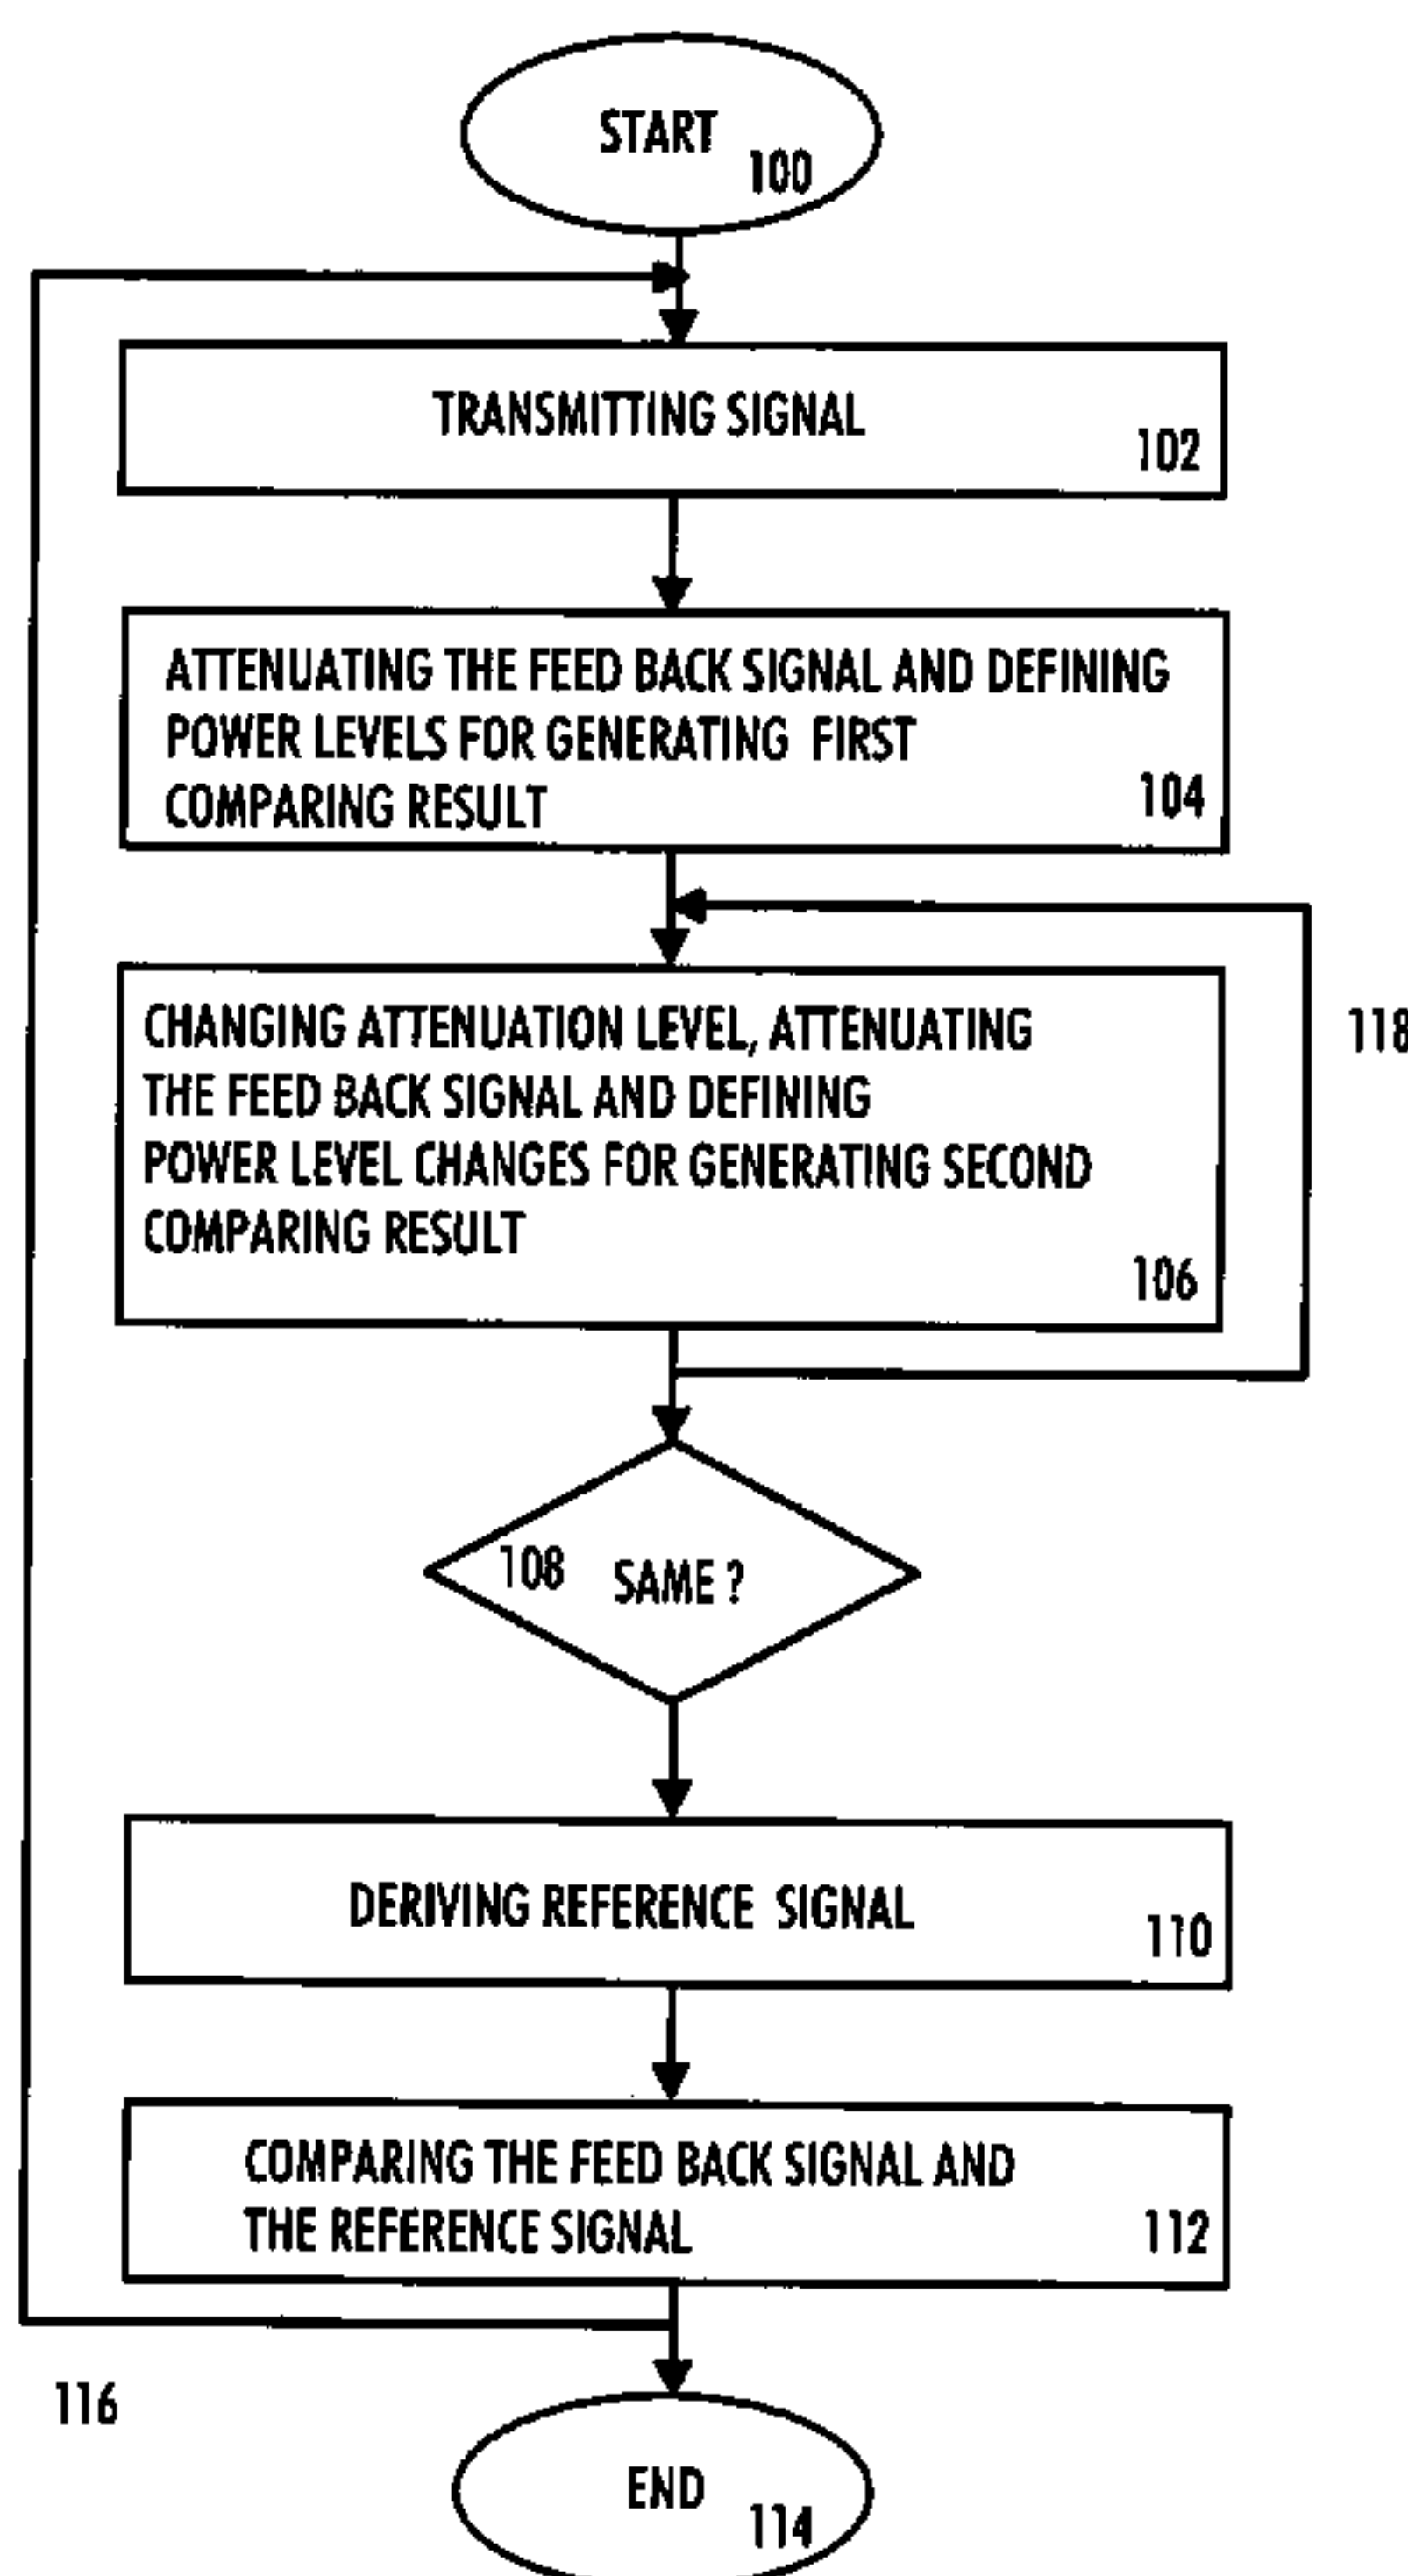 START
100
TRANSMITTING SIGNAL
102
ATTENUATING THE FEED BACK SIGNAL AND DEFINING
POWER LEVELS FOR GENERATING FIRST
COMPARING RESULT
104
CHANGING ATTENUATION LEVEL, ATTENUATING
THE FEED BACK SIGNAL AND DEFINING
POWER LEVEL CHANGES FOR GENERATING SECOND
COMPARING RESULT
106
118
108 SAME ?
DERIVING REFERENCE SIGNAL
110
COMPARING THE FEED BACK SIGNAL AND
THE REFERENCE SIGNAL
112
116
END
114